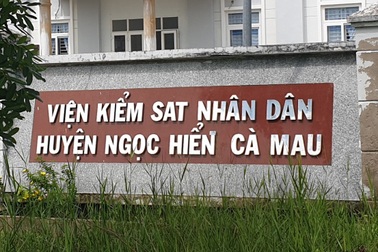 VIỆN KIỂM SAT NHÂN DÂN
HUYỆN NGỌC HIỂN CÀ MAU